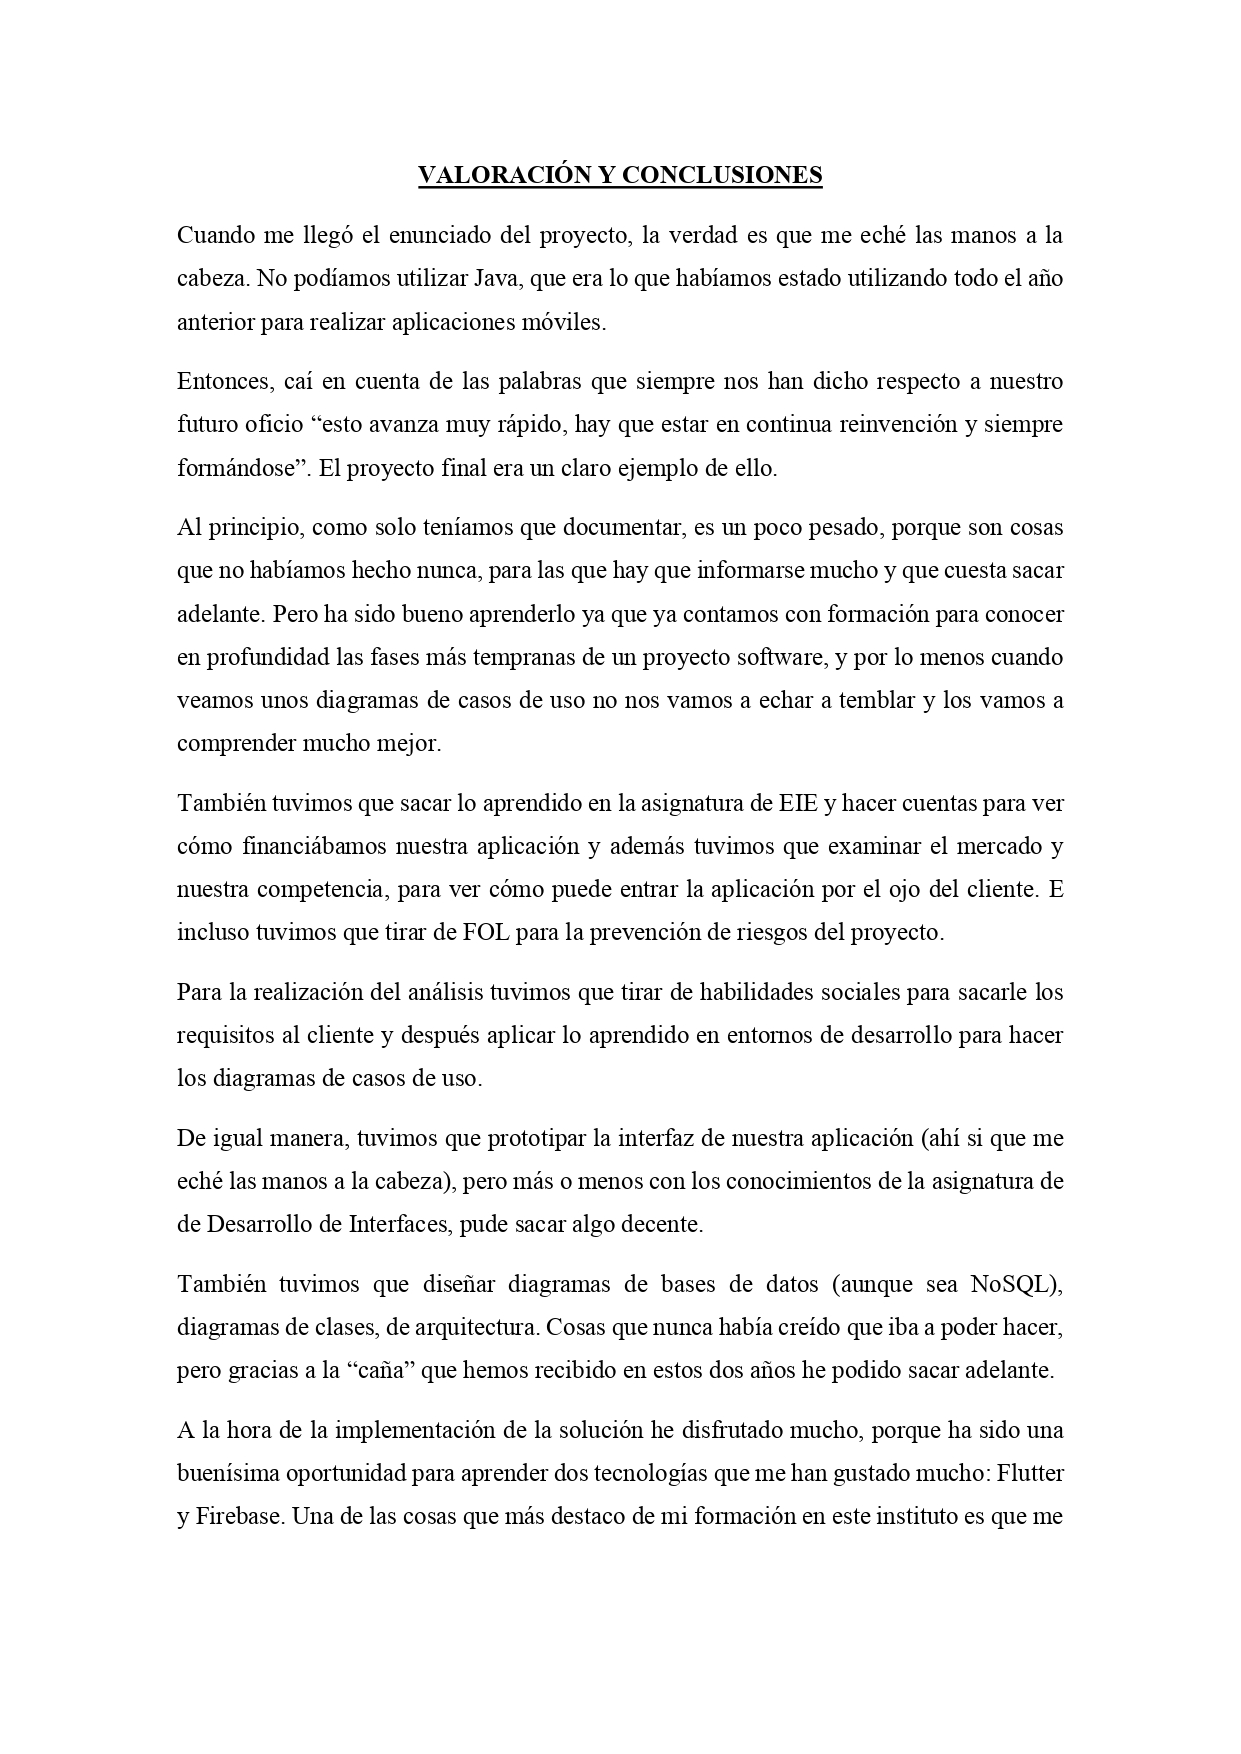 VALORACIÓN Y CONCLUSIONES
Cuando me llegó el enunciado del proyecto, la verdad es que me eché las manos a la
cabeza. No podíamos utilizar Java, que era lo que habíamos estado utilizando todo el año
anterior para realizar aplicaciones móviles.
Entonces, caí en cuenta de las palabras que siempre nos han dicho respecto a nuestro
futuro oficio “esto avanza muy rápido, hay que estar en continua reinvención y siempre
formándose”. El proyecto final era un claro ejemplo de ello.
Al principio, como solo teníamos que documentar, es un poco pesado, porque son cosas
que no habíamos hecho nunca, para las que hay que informarse mucho y que cuesta sacar
adelante. Pero ha sido bueno aprenderlo ya que ya contamos con formación para conocer
en profundidad las fases más tempranas de un proyecto software, y por lo menos cuando
veamos unos diagramas de casos de uso no nos vamos a echar a temblar y los vamos a
comprender mucho mejor.
También tuvimos que sacar lo aprendido en la asignatura de EIE y hacer cuentas para ver
cómo financiábamos nuestra aplicación y además tuvimos que examinar el mercado y
nuestra competencia, para ver cómo puede entrar la aplicación por el ojo del cliente. E
incluso tuvimos que tirar de FOL para la prevención de riesgos del proyecto.
Para la realización del análisis tuvimos que tirar de habilidades sociales para sacarle los
requisitos al cliente y después aplicar lo aprendido en entornos de desarrollo para hacer
los diagramas de casos de uso.
De igual manera, tuvimos que prototipar la interfaz de nuestra aplicación (ahí si que me
eché las manos a la cabeza), pero más o menos con los conocimientos de la asignatura de
de Desarrollo de Interfaces, pude sacar algo decente.
También tuvimos que diseñar diagramas de bases de datos (aunque sea NoSQL),
diagramas de clases, de arquitectura. Cosas que nunca había creído que iba a poder hacer,
pero gracias a la “caña” que hemos recibido en estos dos años he podido sacar adelante.
A la hora de la implementación de la solución he disfrutado mucho, porque ha sido una
buenísima oportunidad para aprender dos tecnologías que me han gustado mucho: Flutter
y Firebase. Una de las cosas que más destaco de mi formación en este instituto es que me